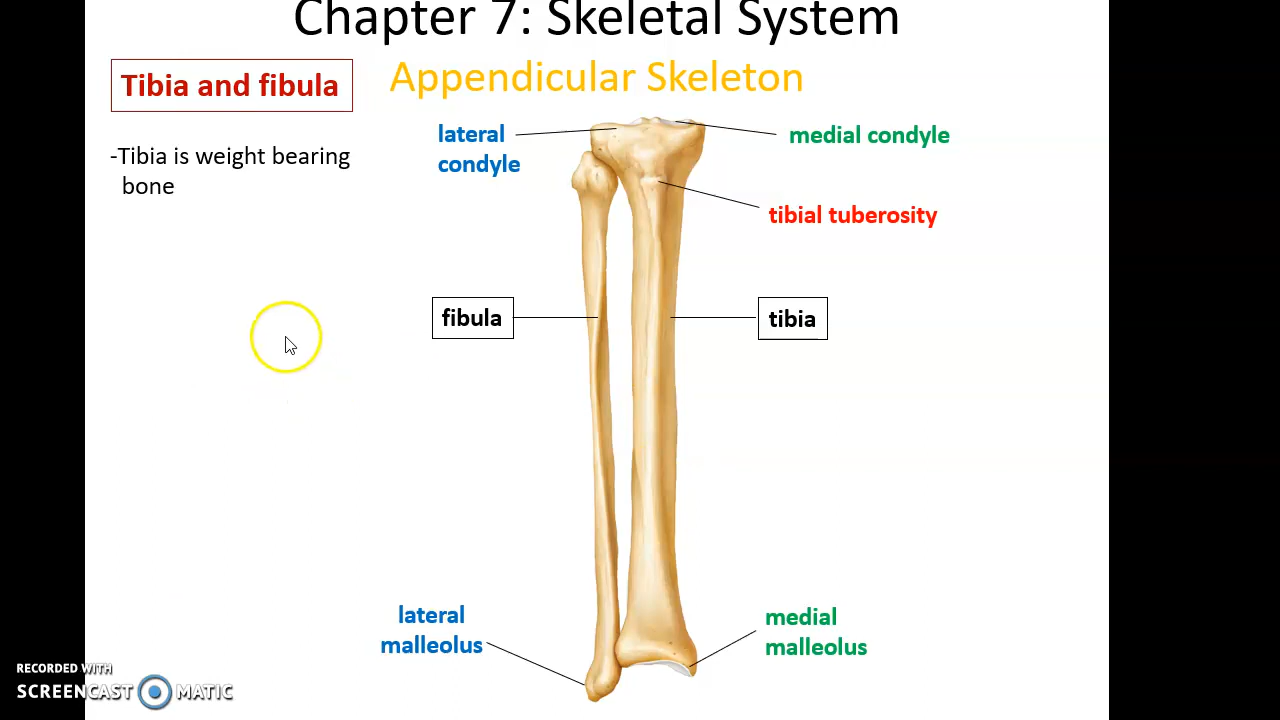 Chapter 7: Skeletal System
Tibia and fibula
Appendicular Skeleton
-Tibia is weight bearing
bone
lateral
condyle
medial condyle
tibial tuberosity
fibula
tibia
lateral
malleolus
medial
malleolus
RECORDED WITH
SCREENCAST MATIC